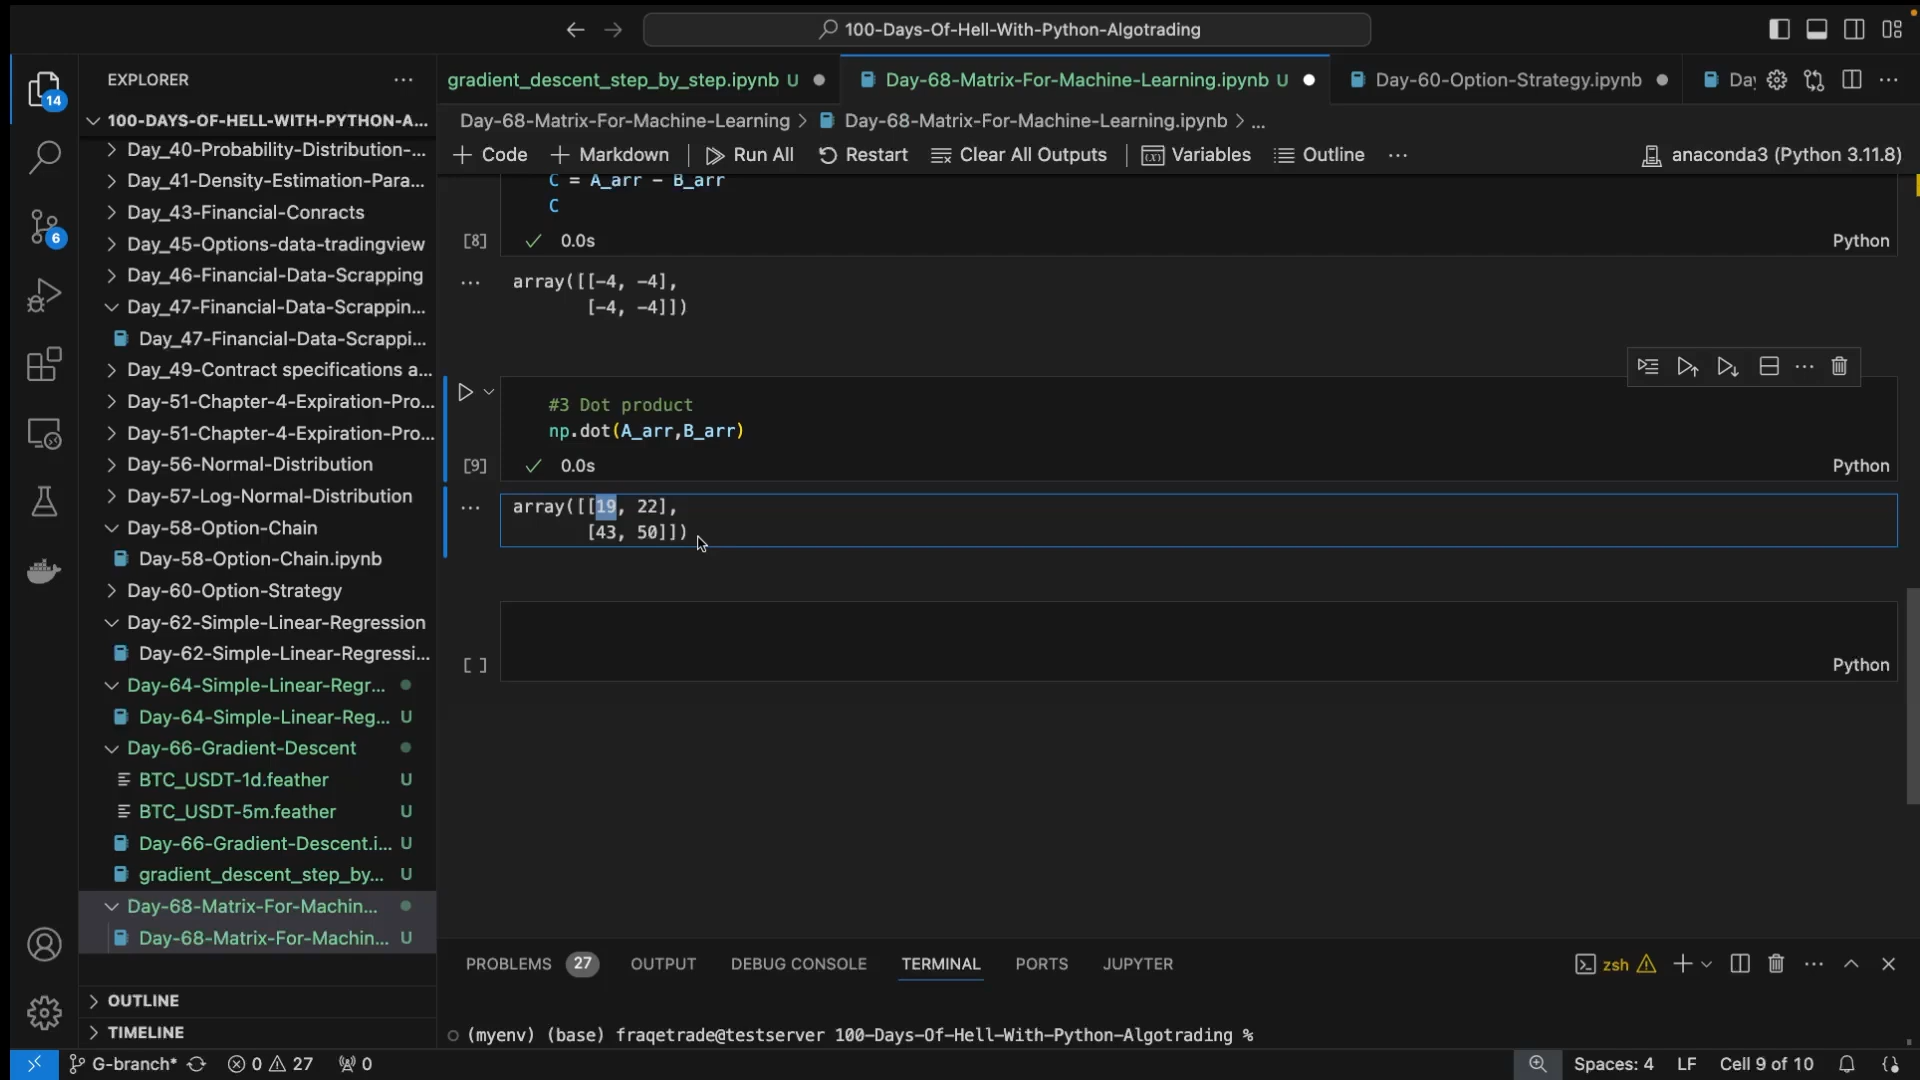 100-Days-Of-Hell-With-Python-Algotrading
14
EXPLORER
gradient_descent_step_by_step.ipynb U
Day-68-Matrix-For-Machine-Learning.ipynb U
Day-60-Option-Strategy.ipynb
Day
100-DAYS-OF-HELL-WITH-PYTHON-A...
Day-68-Matrix-For-Machine-Learning > Day-68-Matrix-For-Machine-Learning.ipynb > ...
+ Code + Markdown Run All Restart Clear All Outputs Variables Outline ...
anaconda3 (Python 3.11.8)
Day_40-Probability-Distribution-...
Day_41-Density-Estimation-Para...
Day_43-Financial-Conracts
Day_45-Options-data-tradingview
Day_46-Financial-Data-Scrapping
Day_47-Financial-Data-Scrappin...
Day_47-Financial-Data-Scrappi...
Day_49-Contract specifications a...
Day-51-Chapter-4-Expiration-Pro...
Day-51-Chapter-4-Expiration-Pro...
Day-56-Normal-Distribution
Day-57-Log-Normal-Distribution
Day-58-Option-Chain
Day-58-Option-Chain.ipynb
Day-60-Option-Strategy
Day-62-Simple-Linear-Regression
Day-62-Simple-Linear-Regressi...
Day-64-Simple-Linear-Regr...
Day-64-Simple-Linear-Reg... U
Day-66-Gradient-Descent
BTC_USDT-1d.feather U
BTC_USDT-5m.feather U
Day-66-Gradient-Descent.i... U
gradient_descent_step_by... U
Day-68-Matrix-For-Machin...
Day-68-Matrix-For-Machin... U
OUTLINE
TIMELINE
6
C = A_arr - B_arr
C
[8] 0.0s Python
array([[-4, -4],
[-4, -4]])
#3 Dot product
np.dot(A_arr,B_arr)
[9] 0.0s Python
array([[19, 22],
[43, 50]])
[ ] Python
PROBLEMS 27 OUTPUT DEBUG CONSOLE TERMINAL PORTS JUPYTER
zsh
(myenv) (base) fraqetrade@testserver 100-Days-Of-Hell-With-Python-Algotrading %
G-branch* 0 27 0
Spaces: 4 LF Cell 9 of 10